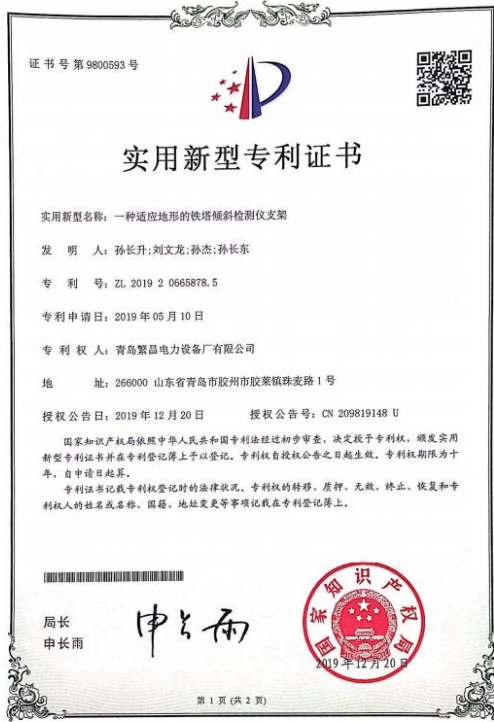 证书号第9800593号
实用新型专利证书
实用新型名称：一种适应地形的铁塔倾斜检测仪支架
发 明 人：孙长升;刘文龙;孙杰;孙长东
专 利 号：ZL 2019 2 0665878.5
专利申请日：2019年05月10日
专 利 权 人：青岛繁昌电力设备厂有限公司
地 址：266000 山东省青岛市胶州市胶莱镇珠麦路1号
授权公告日：2019年12月20日 授权公告号：CN 209819148 U
国家知识产权局依照中华人民共和国专利法经过初步审查，决定授予专利权，颁发实用
新型专利证书并在专利登记簿上予以登记。专利权自授权公告之日起生效。专利权期限为十
年，自申请日起算。
专利证书记载专利权登记时的法律状况。专利权的转移、质押、无效、终止、恢复和专
利权人的姓名或名称、国籍、地址变更等事项记载在专利登记簿上。
局长
申长雨
申长雨
国家知识产权局
2019年12月20日
第 1 页 (共 2 页)